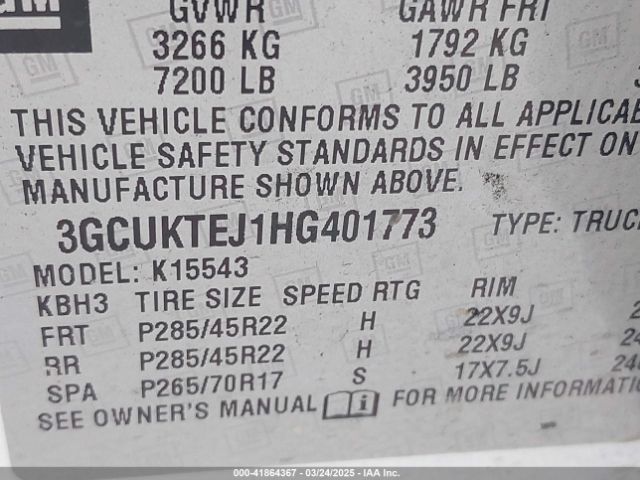 GM
GVWR GAWR FRT
3266 KG 1792 KG
7200 LB 3950 LB
THIS VEHICLE CONFORMS TO ALL APPLICAB
VEHICLE SAFETY STANDARDS IN EFFECT ON
MANUFACTURE SHOWN ABOVE.
3GCUKTEJ1HG401773 TYPE: TRUC
MODEL: K15543
KBH3 TIRE SIZE SPEED RTG RIM
FRT P285/45R22 H 22X9J
RR P285/45R22 H 22X9J
SPA P265/70R17 S 17X7.5J
SEE OWNER'S MANUAL i FOR MORE INFORMATI
000-41864367 — 03/24/2025 — IAA Inc.